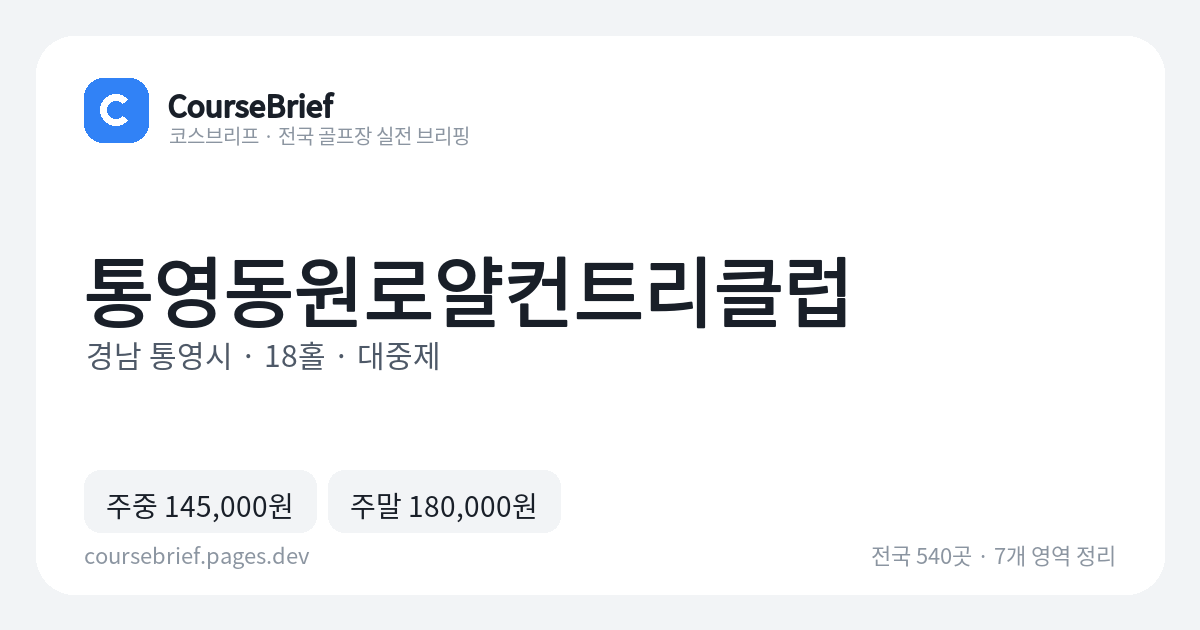 C
CourseBrief
코스브리프 · 전국 골프장 실전 브리핑
통영동원로얄컨트리클럽
경남 통영시 · 18홀 · 대중제
주중 145,000원
주말 180,000원
coursebrief.pages.dev
전국 540곳 · 7개 영역 정리